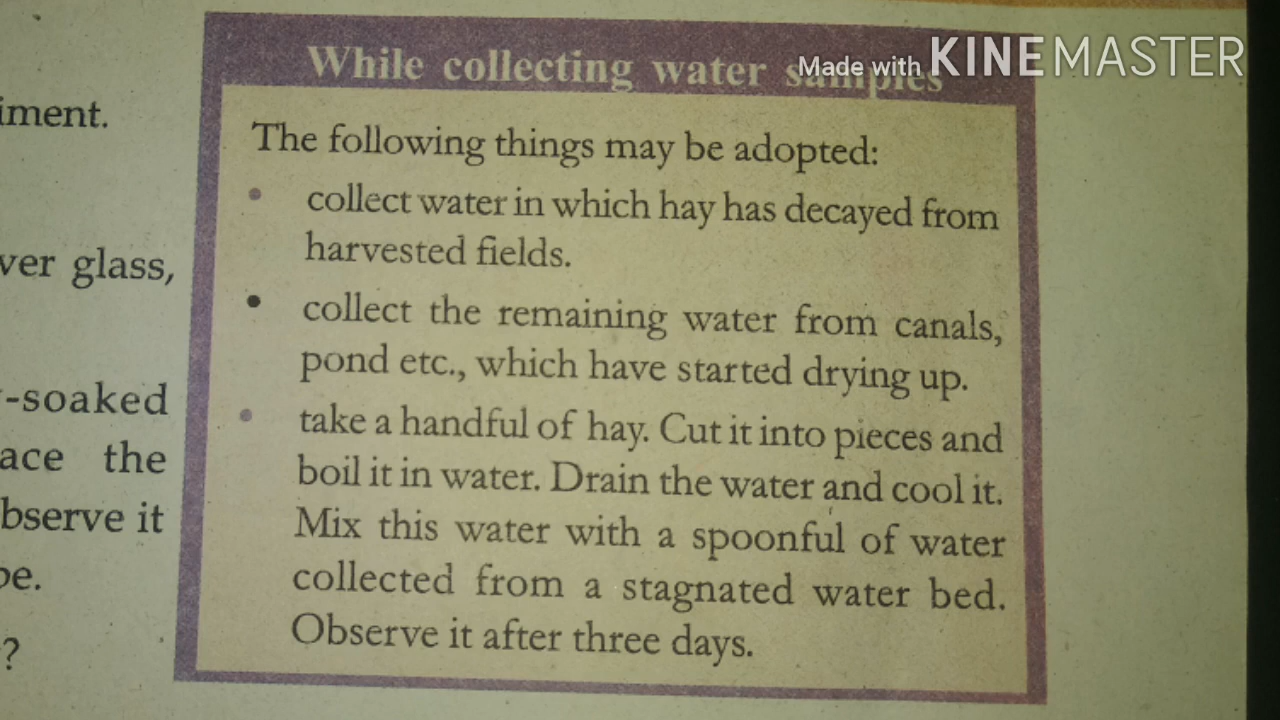 While collecting water samples
Made with KINEMASTER
The following things may be adopted:
• collect water in which hay has decayed from
harvested fields.
• collect the remaining water from canals,
pond etc., which have started drying up.
• take a handful of hay. Cut it into pieces and
boil it in water. Drain the water and cool it.
Mix this water with a spoonful of water
collected from a stagnated water bed.
Observe it after three days.
iment.
ver glass,
-soaked
ace the
bserve it
pe.
?